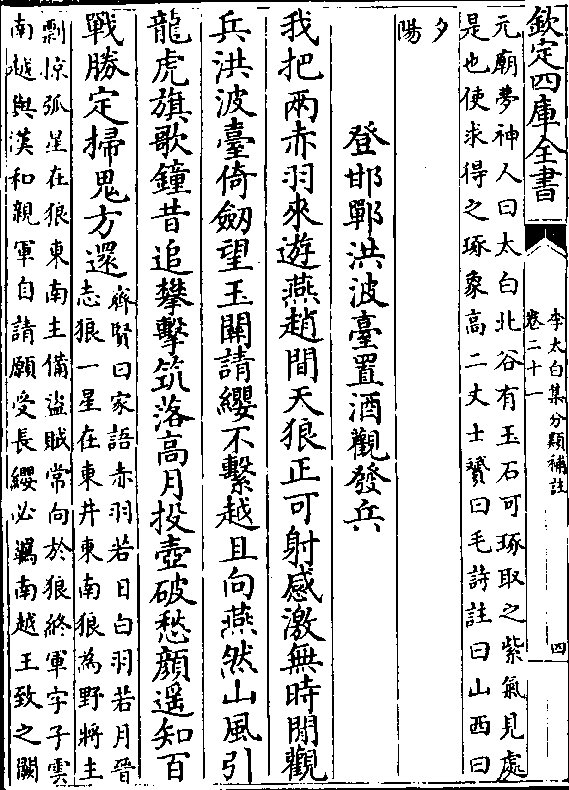 欽定四庫全書
李太白集分類補註
卷二十一
四
元廟夢神人曰太白北谷有玉石可琢取之紫氣見處
是也使求得之琢象高二丈士贇曰毛詩註曰山西曰
夕
陽
登邯鄲洪波臺置酒觀發兵
我把兩赤羽來遊燕趙間天狼正可射感激無時閒觀
兵洪波臺倚劒望玉關請纓不繫越且向燕然山風引
龍虎旗歌鐘昔追攀擊筑落高月投壺破愁顔遥知百
戰勝定掃鬼方還
齊賢曰家語赤羽若日白羽若月晉
志狼一星在東井東南狼為野將主
剽掠弧星在狼東南主備盜賊常向於狼終軍字子雲
南越與漢和親軍自請願受長纓必羈南越王致之闕